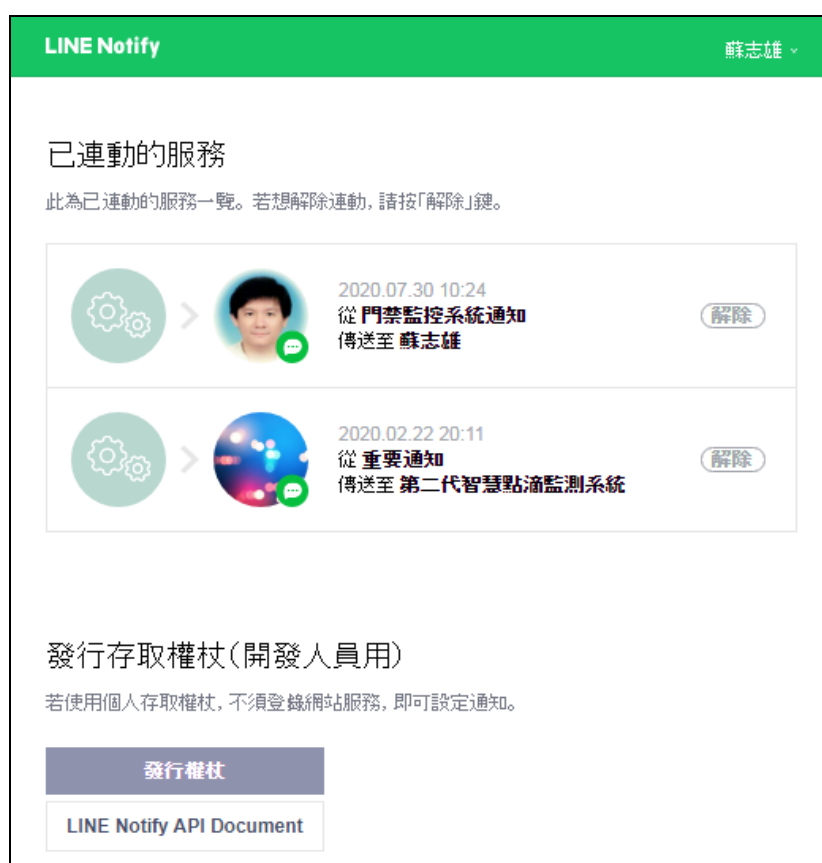 LINE Notify
蘇志雄
已連動的服務
此為已連動的服務一覽。若想解除連動,請按「解除」鍵。
2020.07.30 10:24
從 門禁監控系統通知
傳送至 蘇志雄
解除
2020.02.22 20:11
從 重要通知
傳送至 第二代智慧點滴監測系統
解除
發行存取權杖(開發人員用)
若使用個人存取權杖,不須登錄網站服務,即可設定通知。
發行權杖
LINE Notify API Document